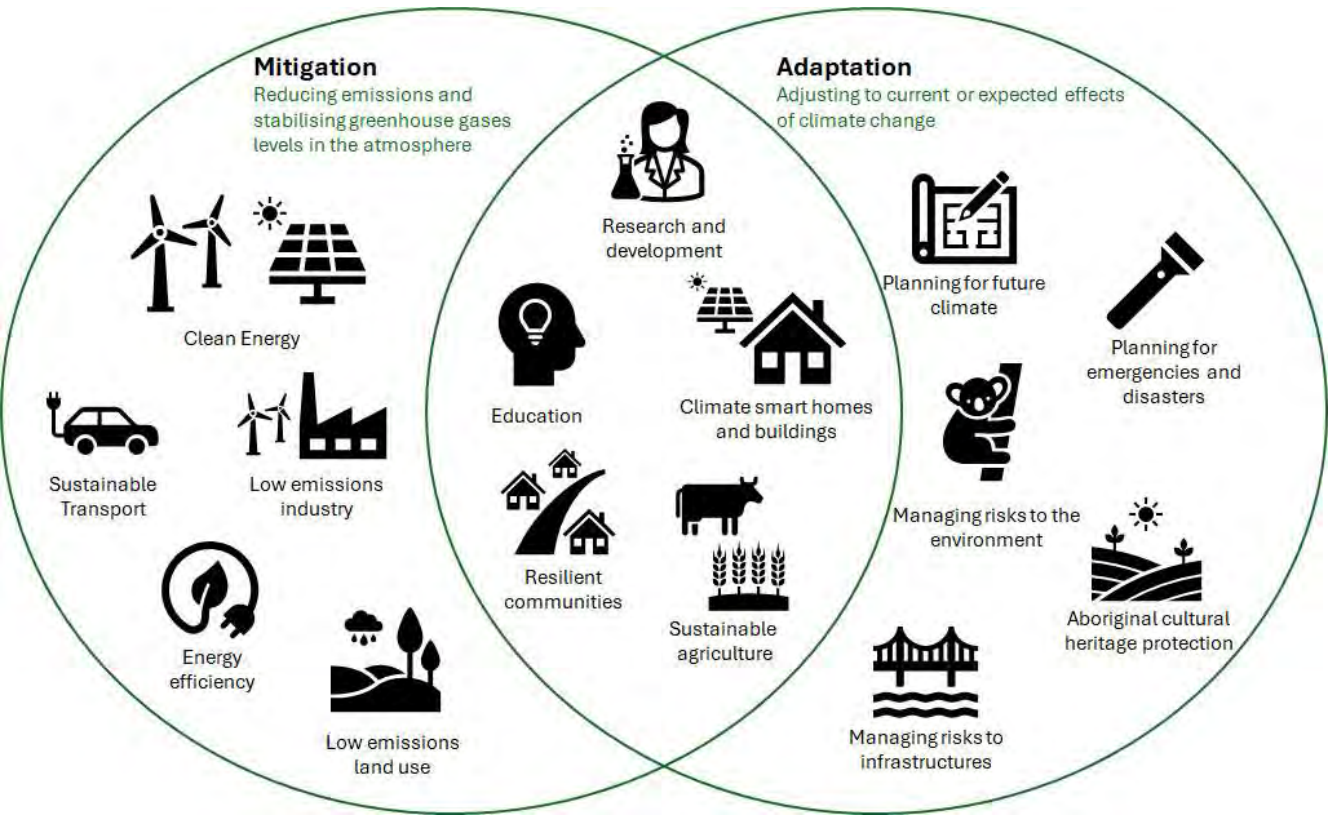 Mitigation
Reducing emissions and
stabilising greenhouse gases
levels in the atmosphere
Clean Energy
Sustainable
Transport
Low emissions
industry
Energy
efficiency
Low emissions
land use
Research and
development
Education
Climate smart homes
and buildings
Resilient
communities
Sustainable
agriculture
Adaptation
Adjusting to current or expected effects
of climate change
Planning for future
climate
Planning for
emergencies and
disasters
Managing risks to the
environment
Aboriginal cultural
heritage protection
Managing risks to
infrastructures